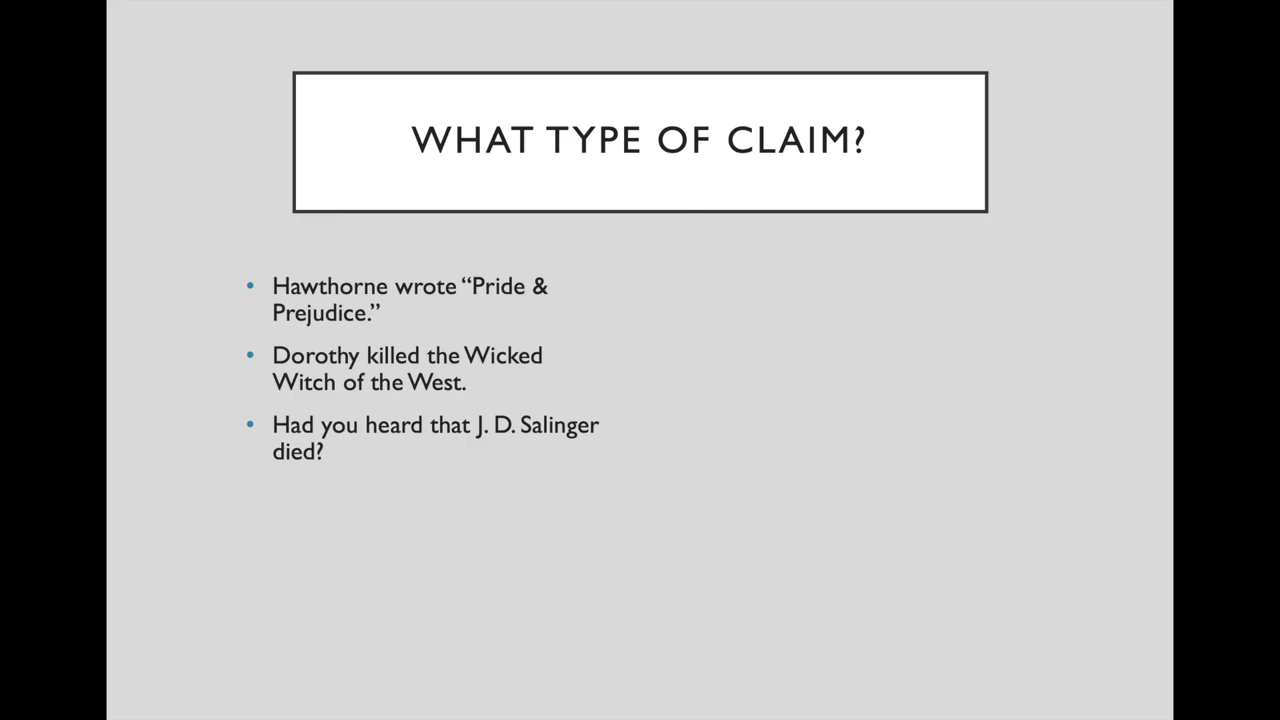 WHAT TYPE OF CLAIM?
• Hawthorne wrote “Pride &
Prejudice.”
• Dorothy killed the Wicked
Witch of the West.
• Had you heard that J. D. Salinger
died?